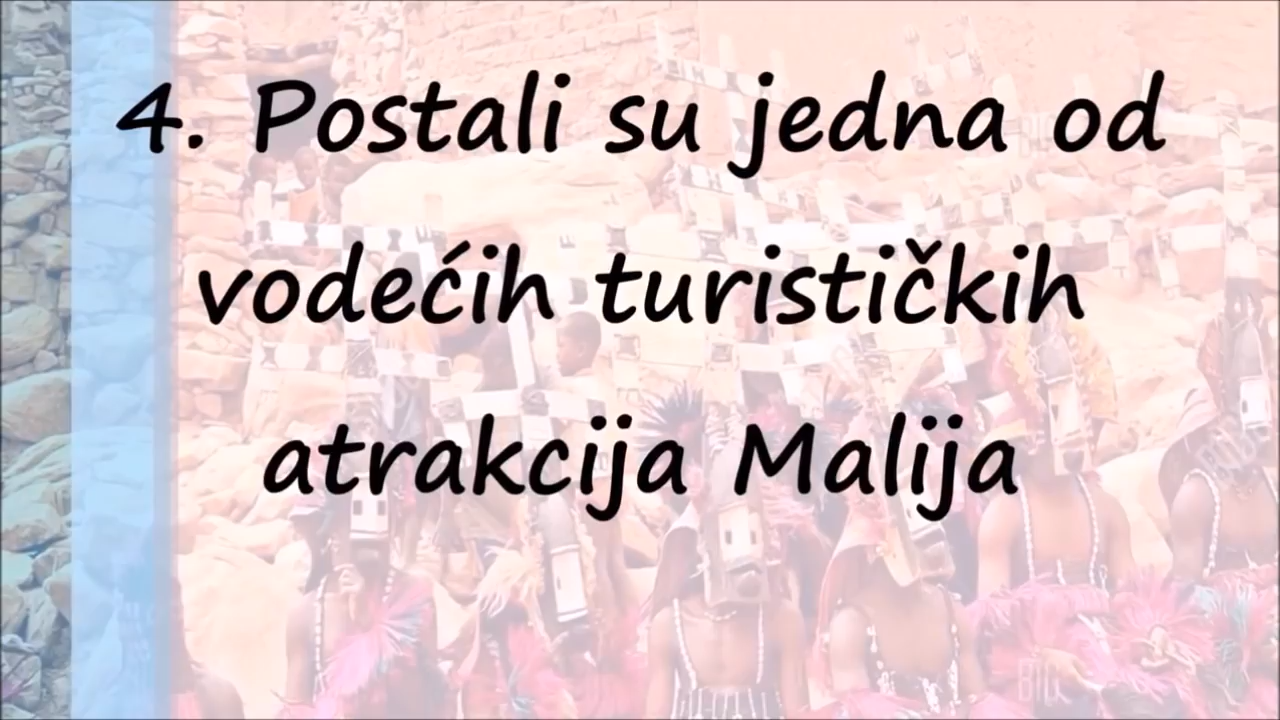 4. Postali su jedna od
vodećih turističkih
atrakcija Malija